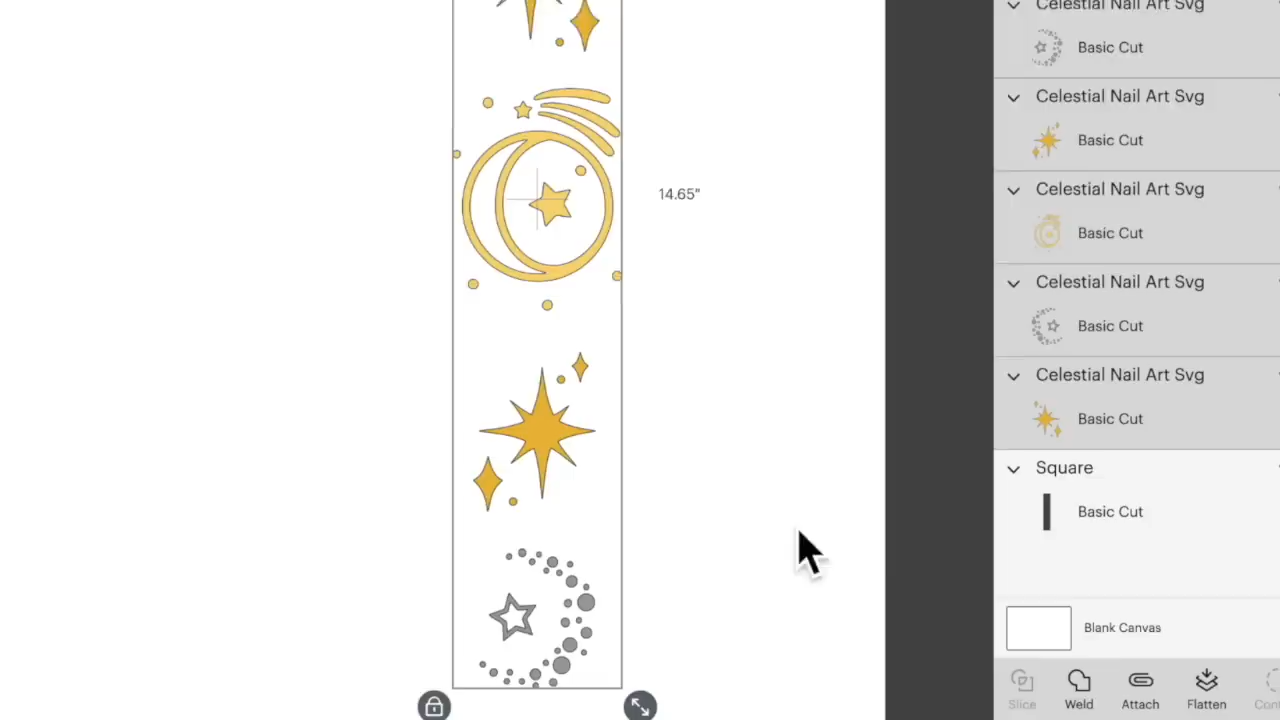 Celestial Nail Art Svg
Basic Cut
Celestial Nail Art Svg
Basic Cut
14.65"
Celestial Nail Art Svg
Basic Cut
Celestial Nail Art Svg
Basic Cut
Celestial Nail Art Svg
Basic Cut
Square
Basic Cut
Blank Canvas
Slice
Weld
Attach
Flatten
Con